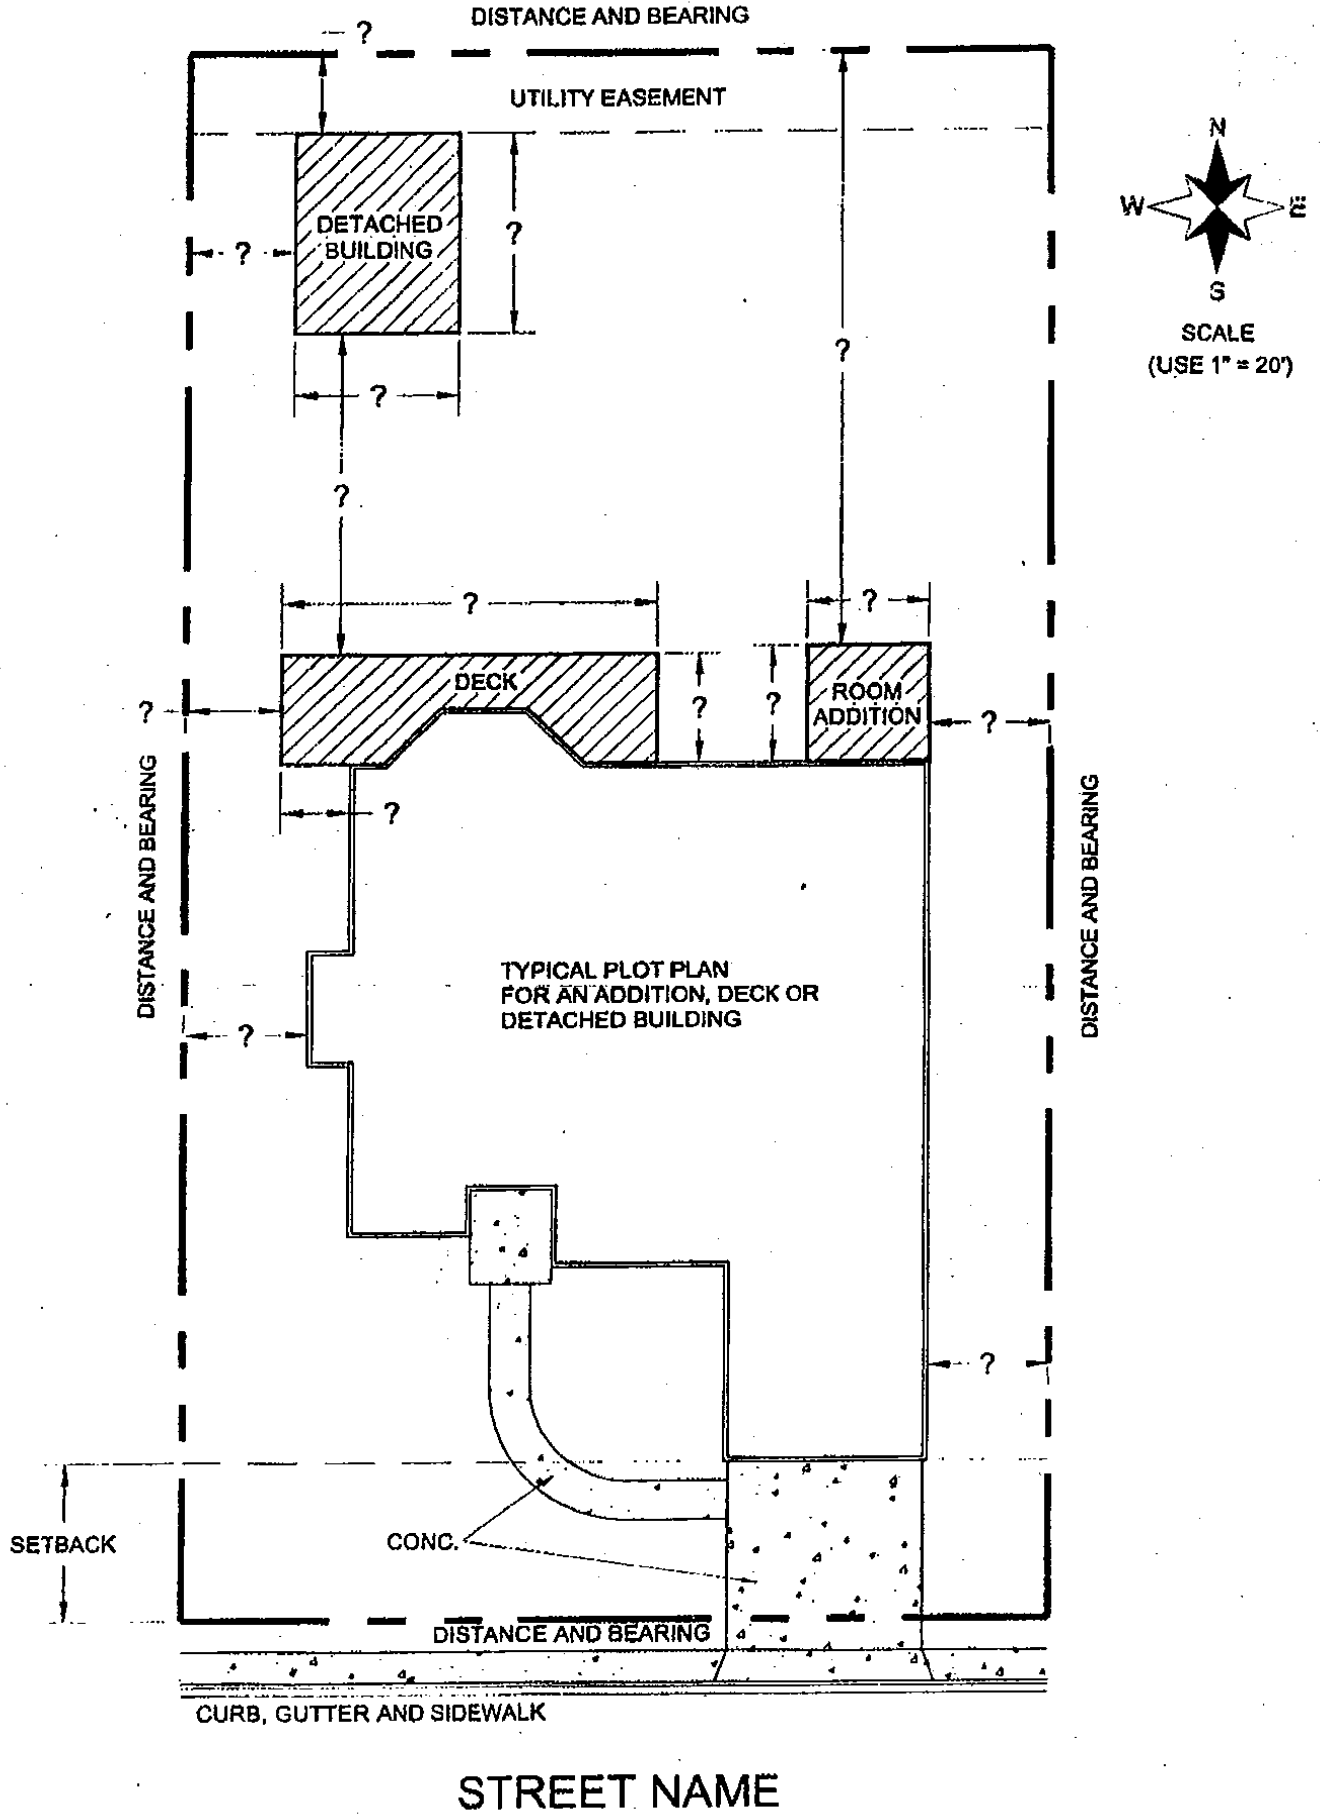 DISTANCE AND BEARING
?
UTILITY EASEMENT
N
W
E
S
SCALE
(USE 1" = 20')
DETACHED
BUILDING
?
?
?
?
?
?
?
DECK
?
?
ROOM
ADDITION
?
?
?
DISTANCE AND BEARING
DISTANCE AND BEARING
TYPICAL PLOT PLAN
FOR AN ADDITION, DECK OR
DETACHED BUILDING
?
?
SETBACK
CONC.
DISTANCE AND BEARING
CURB, GUTTER AND SIDEWALK
STREET NAME